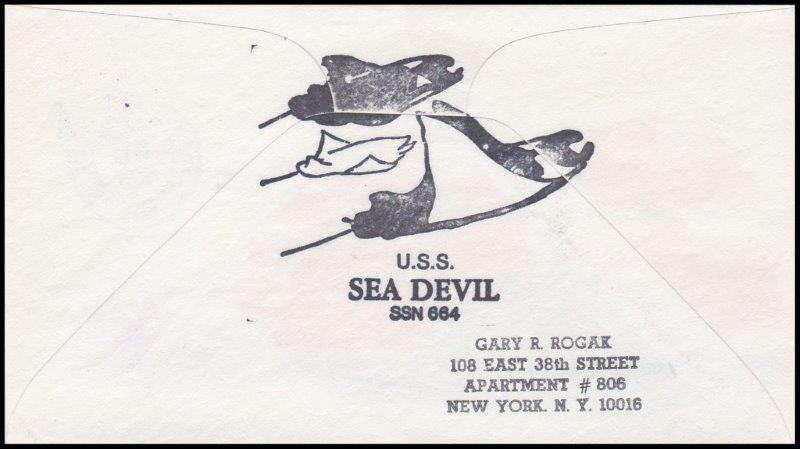 U.S.S.
SEA DEVIL
SSN 664
GARY R. ROGAK
108 EAST 38th STREET
APARTMENT # 806
NEW YORK, N. Y. 10016